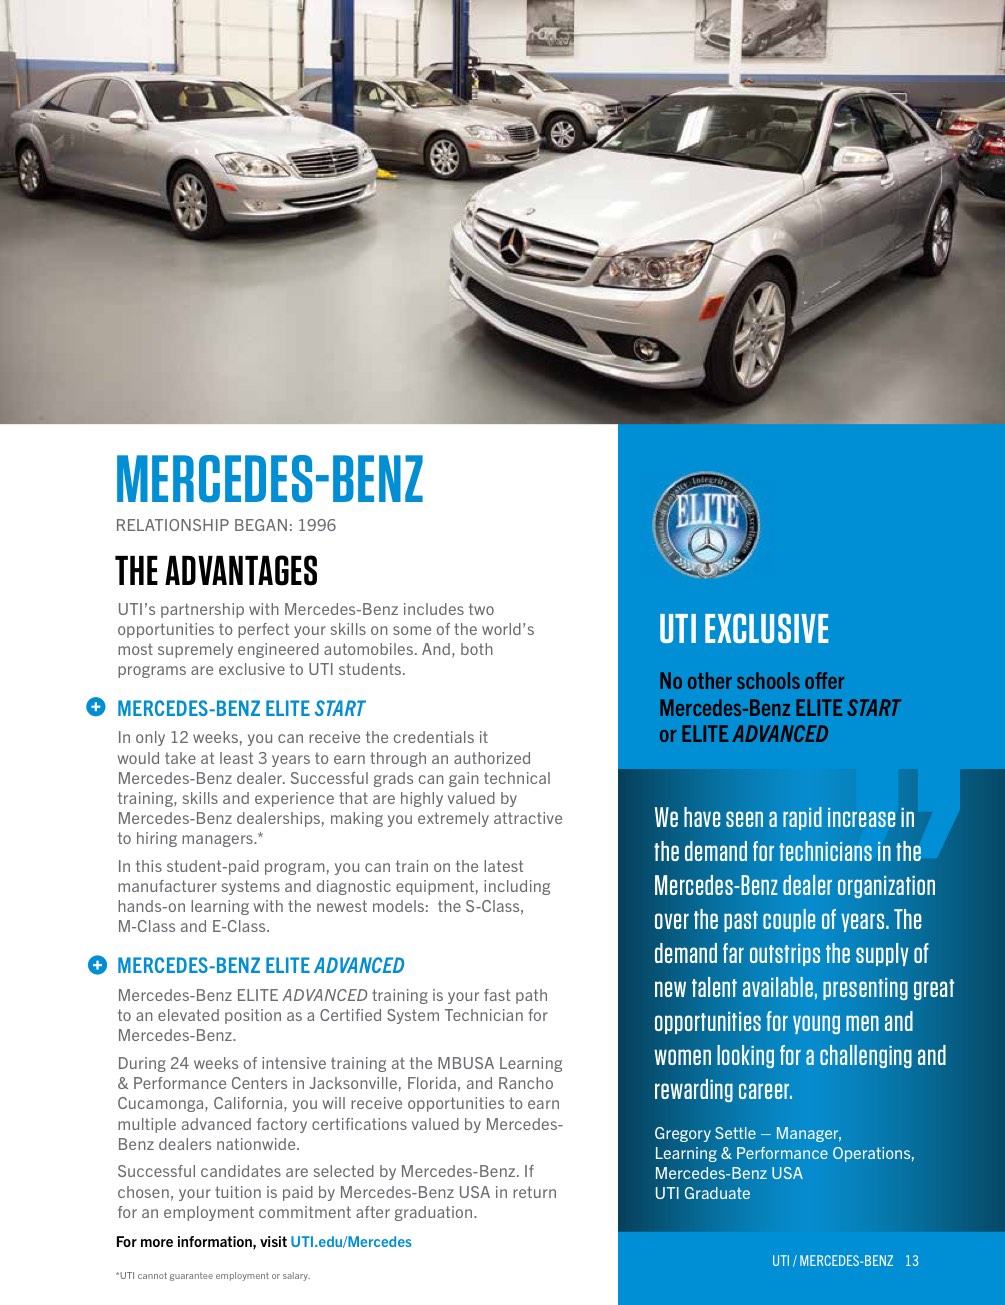 MERCEDES-BENZ
RELATIONSHIP BEGAN: 1996
THE ADVANTAGES
UTI's partnership with Mercedes-Benz includes two
opportunities to perfect your skills on some of the world's
most supremely engineered automobiles. And, both
programs are exclusive to UTI students.
MERCEDES-BENZ ELITE START
In only 12 weeks, you can receive the credentials it
would take at least 3 years to earn through an authorized
Mercedes-Benz dealer. Successful grads can gain technical
training, skills and experience that are highly valued by
Mercedes-Benz dealerships, making you extremely attractive
to hiring managers.*
In this student-paid program, you can train on the latest
manufacturer systems and diagnostic equipment, including
hands-on learning with the newest models:  the S-Class,
M-Class and E-Class.
MERCEDES-BENZ ELITE ADVANCED
Mercedes-Benz ELITE ADVANCED training is your fast path
to an elevated position as a Certified System Technician for
Mercedes-Benz.
During 24 weeks of intensive training at the MBUSA Learning
& Performance Centers in Jacksonville, Florida, and Rancho
Cucamonga, California, you will receive opportunities to earn
multiple advanced factory certifications valued by Mercedes-
Benz dealers nationwide.
Successful candidates are selected by Mercedes-Benz. If
chosen, your tuition is paid by Mercedes-Benz USA in return
for an employment commitment after graduation.
For more information, visit UTI.edu/Mercedes
*UTI cannot guarantee employment or salary.
Loyalty · Integrity · Talent
ELITE
Enthusiasm
Excellence
UTI EXCLUSIVE
No other schools offer
Mercedes-Benz ELITE START
or ELITE ADVANCED
"
We have seen a rapid increase in
the demand for technicians in the
Mercedes-Benz dealer organization
over the past couple of years. The
demand far outstrips the supply of
new talent available, presenting great
opportunities for young men and
women looking for a challenging and
rewarding career.
Gregory Settle – Manager,
Learning & Performance Operations,
Mercedes-Benz USA
UTI Graduate
UTI / MERCEDES-BENZ 13